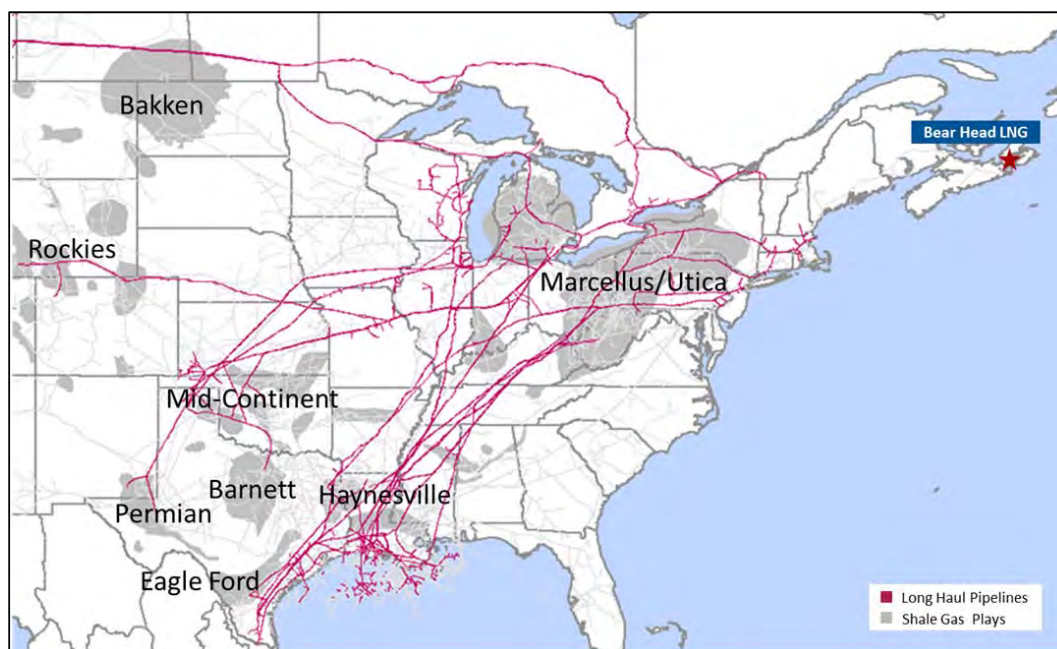 Bakken
Bear Head LNG
Rockies
Marcellus/Utica
Mid-Continent
Barnett
Haynesville
Permian
Eagle Ford
Long Haul Pipelines
Shale Gas Plays